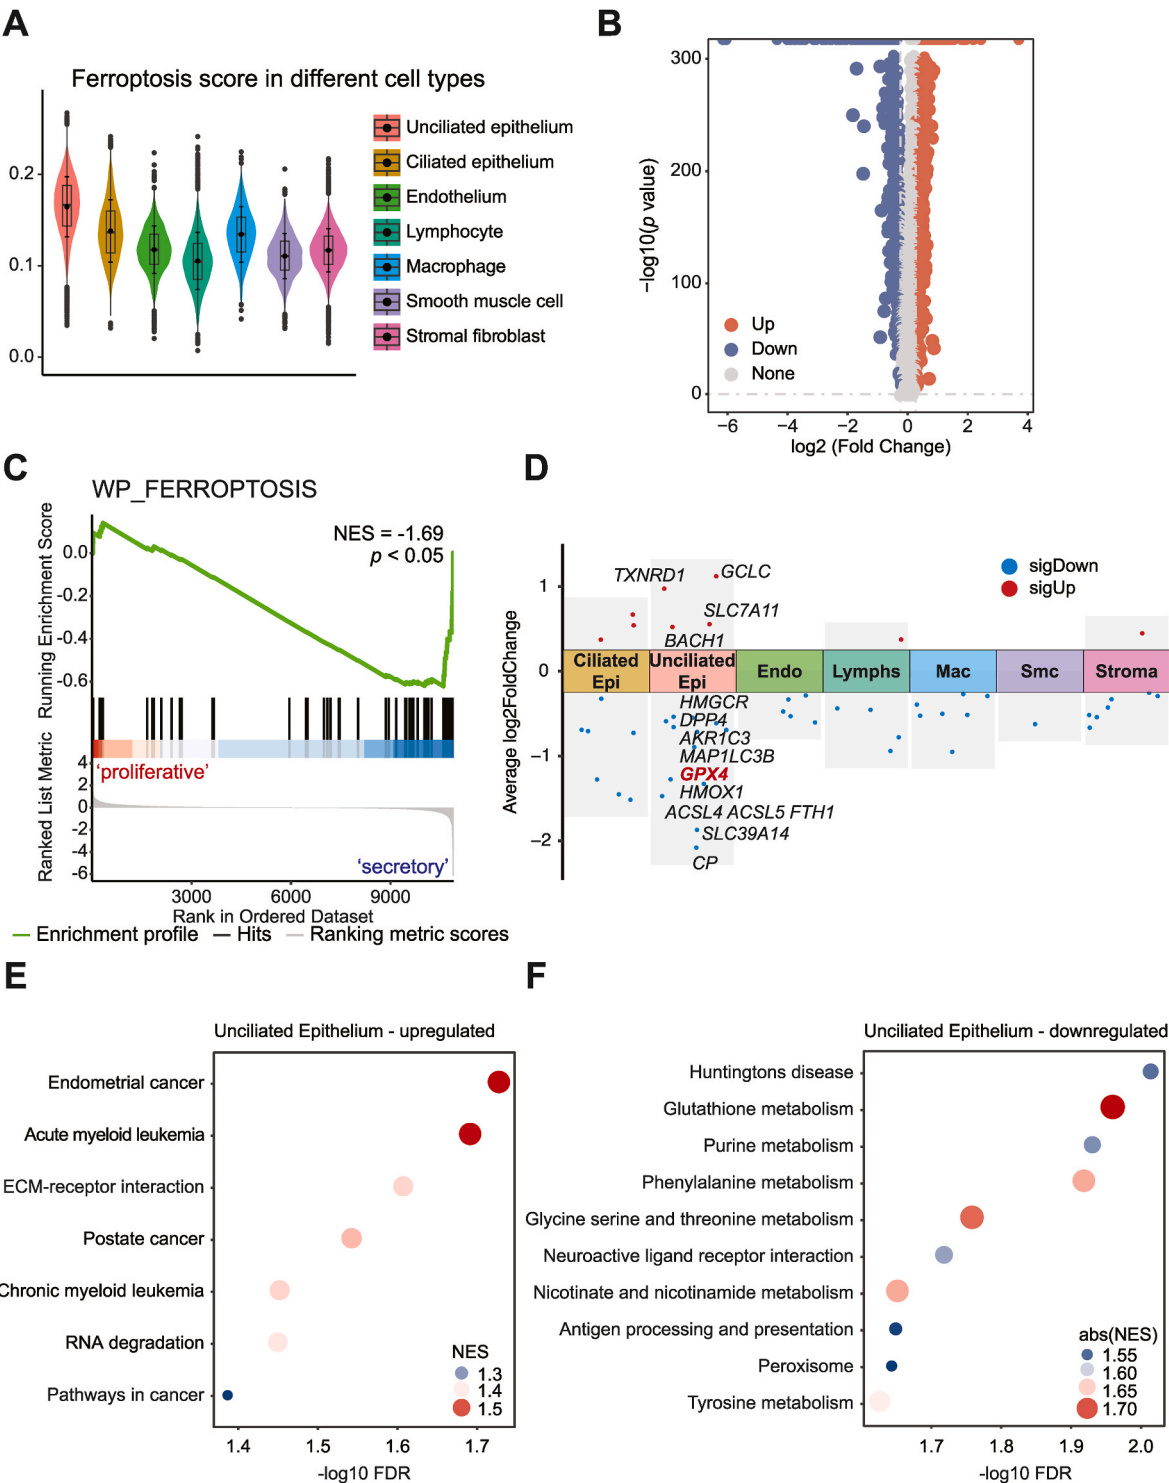 A
Ferroptosis score in different cell types
0.2
0.1
0.0
Unciliated epithelium
Ciliated epithelium
Endothelium
Lymphocyte
Macrophage
Smooth muscle cell
Stromal fibroblast
B
−log10(p value)
300
200
100
0
Up
Down
None
−6 −4 −2 0 2 4
log2 (Fold Change)
C
WP_FERROPTOSIS
NES = -1.69
p < 0.05
Running Enrichment Score
0.0
-0.2
-0.4
-0.6
Ranked List Metric
4
2
0
-2
-4
-6
‘proliferative’
‘secretory’
3000 6000 9000
Rank in Ordered Dataset
Enrichment profile Hits Ranking metric scores
D
Average log2FoldChange
1
0
−1
−2
sigDown
sigUp
TXNRD1
GCLC
SLC7A11
BACH1
Ciliated Epi
Unciliated Epi
Endo
Lymphs
Mac
Smc
Stroma
HMGCR
DPP4
AKR1C3
MAP1LC3B
GPX4
HMOX1
ACSL4 ACSL5 FTH1
SLC39A14
CP
E
Unciliated Epithelium - upregulated
Endometrial cancer
Acute myeloid leukemia
ECM-receptor interaction
Postate cancer
Chronic myeloid leukemia
RNA degradation
Pathways in cancer
NES
1.3
1.4
1.5
1.4 1.5 1.6 1.7
-log10 FDR
F
Unciliated Epithelium - downregulated
Huntingtons disease
Glutathione metabolism
Purine metabolism
Phenylalanine metabolism
Glycine serine and threonine metabolism
Neuroactive ligand receptor interaction
Nicotinate and nicotinamide metabolism
Antigen processing and presentation
Peroxisome
Tyrosine metabolism
abs(NES)
1.55
1.60
1.65
1.70
1.7 1.8 1.9 2.0
-log10 FDR